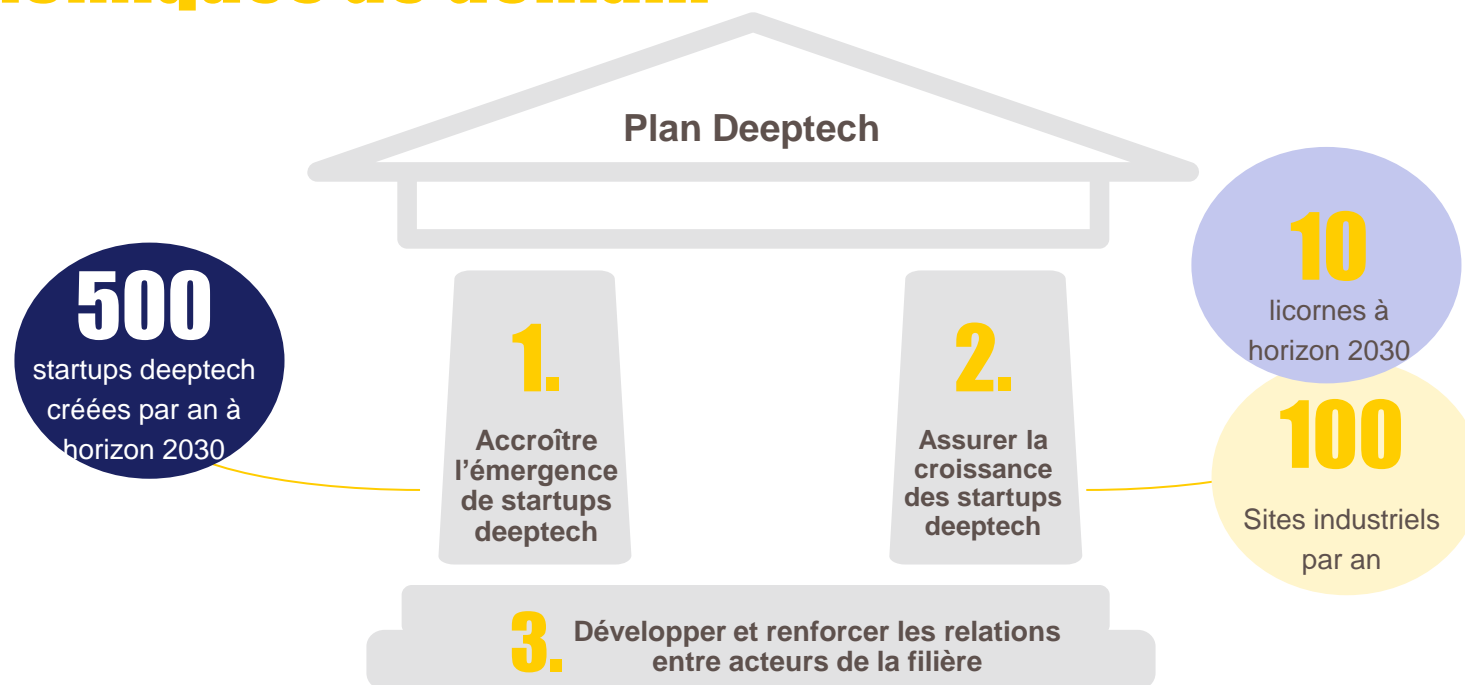 de demain
Plan Deeptech
500
startups deeptech
créées par an à
horizon 2030
1.
Accroître
l’émergence
de startups
deeptech
2.
Assurer la
croissance
des startups
deeptech
10
licornes à
horizon 2030
100
Sites industriels
par an
3.
Développer et renforcer les relations
entre acteurs de la filière